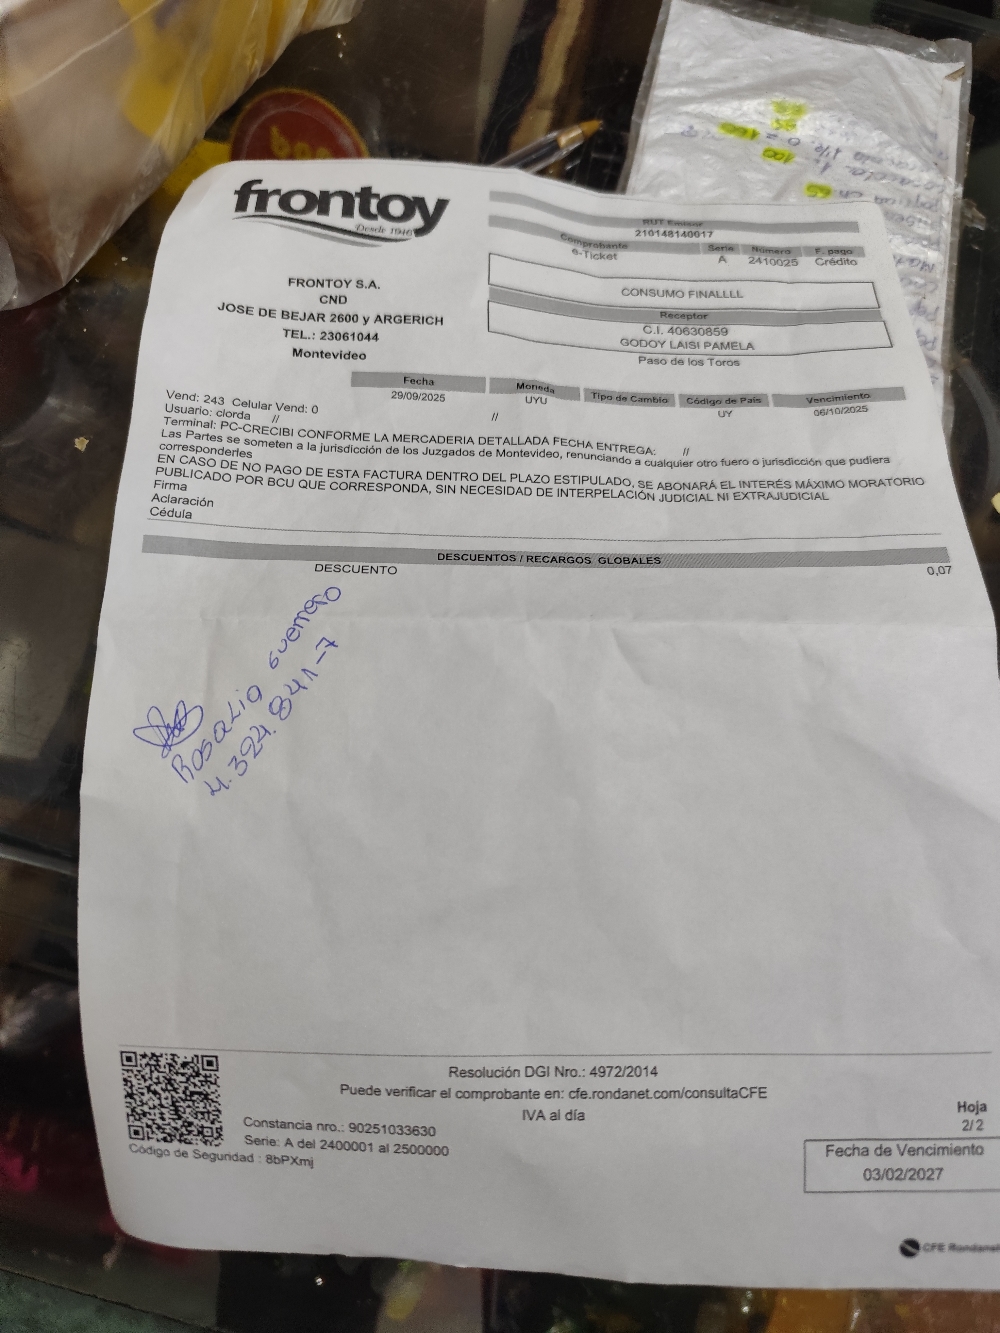 frontoy
Desde 1946
FRONTOY S.A.
CND
JOSE DE BEJAR 2600 y ARGERICH
TEL.: 23061044
Montevideo
RUT Emisor
210148140017
Comprobante Serie Número F. pago
e-Ticket A 2410025 Crédito
CONSUMO FINALLLL
Receptor
C.I. 40630859
GODOY LAISI PAMELA
Paso de los Toros
Fecha Moneda Tipo de Cambio Código de País Vencimiento
29/09/2025 UYU UY 06/10/2025
Vend: 243 Celular Vend: 0
Usuario: clorda // //
Terminal: PC-CRECIBI CONFORME LA MERCADERIA DETALLADA FECHA ENTREGA: //
Las Partes se someten a la jurisdicción de los Juzgados de Montevideo, renunciando a cualquier otro fuero o jurisdicción que pudiera
corresponderles
EN CASO DE NO PAGO DE ESTA FACTURA DENTRO DEL PLAZO ESTIPULADO, SE ABONARÁ EL INTERÉS MÁXIMO MORATORIO
PUBLICADO POR BCU QUE CORRESPONDA, SIN NECESIDAD DE INTERPELACIÓN JUDICIAL NI EXTRAJUDICIAL
Firma
Aclaración
Cédula
DESCUENTOS / RECARGOS GLOBALES
DESCUENTO 0,07
Rosalia Guerrero
4.394.841-7
Resolución DGI Nro.: 4972/2014
Puede verificar el comprobante en: cfe.rondanet.com/consultaCFE
IVA al día
Constancia nro.: 90251033630
Serie: A del 2400001 al 2500000
Código de Seguridad : 8bPXmj
Hoja
2/2
Fecha de Vencimiento
03/02/2027
CFE Rondanet